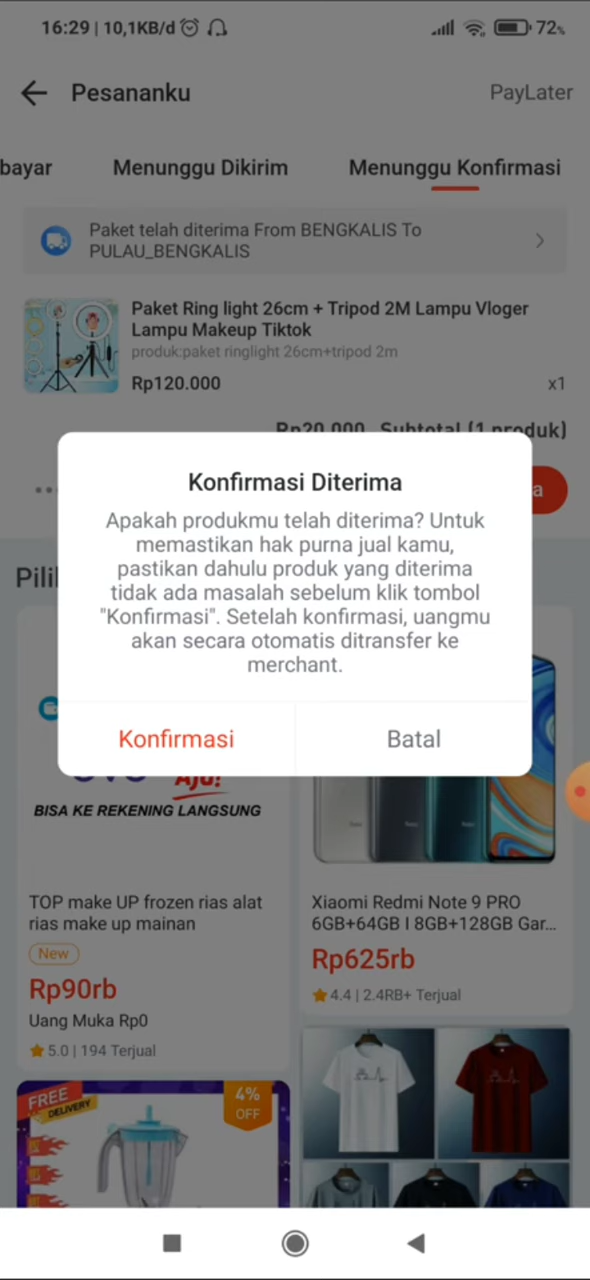 16:29 | 10,1KB/d
72%
Pesananku
PayLater
bayar
Menunggu Dikirim
Menunggu Konfirmasi
Paket telah diterima From BENGKALIS To
PULAU_BENGKALIS
Paket Ring light 26cm + Tripod 2M Lampu Vloger
Lampu Makeup Tiktok
produk:paket ringlight 26cm+tripod 2m
Rp120.000
x1
Rp20.000 Subtotal (1 produk)
a
Konfirmasi Diterima
Apakah produkmu telah diterima? Untuk
memastikan hak purna jual kamu,
pastikan dahulu produk yang diterima
tidak ada masalah sebelum klik tombol
"Konfirmasi". Setelah konfirmasi, uangmu
akan secara otomatis ditransfer ke
merchant.
Konfirmasi
Batal
Pili
Aja!
BISA KE REKENING LANGSUNG
TOP make UP frozen rias alat
rias make up mainan
New
Rp90rb
Uang Muka Rp0
5.0 | 194 Terjual
Xiaomi Redmi Note 9 PRO
6GB+64GB I 8GB+128GB Gar...
Rp625rb
4.4 | 2.4RB+ Terjual
FREE
DELIVERY
4%
OFF